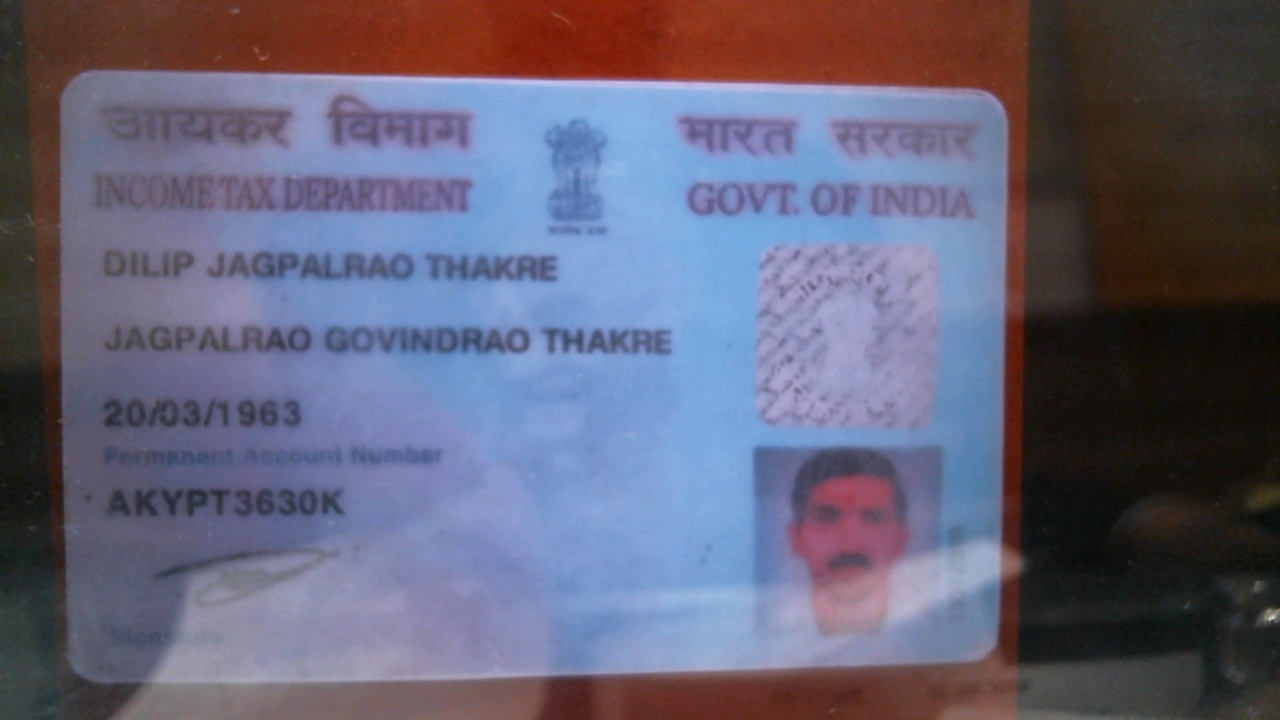 आयकर विभाग
भारत सरकार
INCOME TAX DEPARTMENT
GOVT. OF INDIA
DILIP JAGPALRAO THAKRE
JAGPALRAO GOVINDRAO THAKRE
20/03/1963
Permanent Account Number
AKYPT3630K
Signature